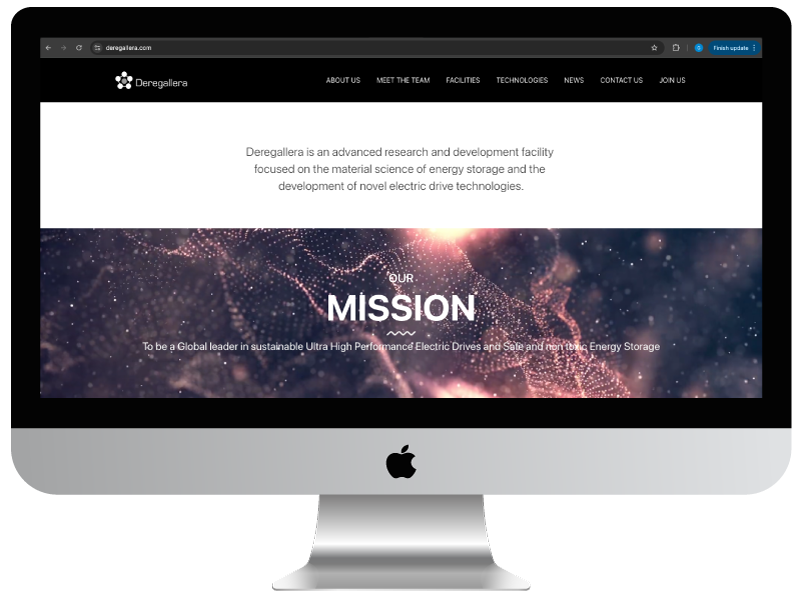 deregallera.com
Finish update
Deregallera
ABOUT US
MEET THE TEAM
FACILITIES
TECHNOLOGIES
NEWS
CONTACT US
JOIN US
Deregallera is an advanced research and development facility
focused on the material science of energy storage and the
development of novel electric drive technologies.
OUR
MISSION
To be a Global leader in sustainable Ultra High Performance Electric Drives and Safe and non toxic Energy Storage